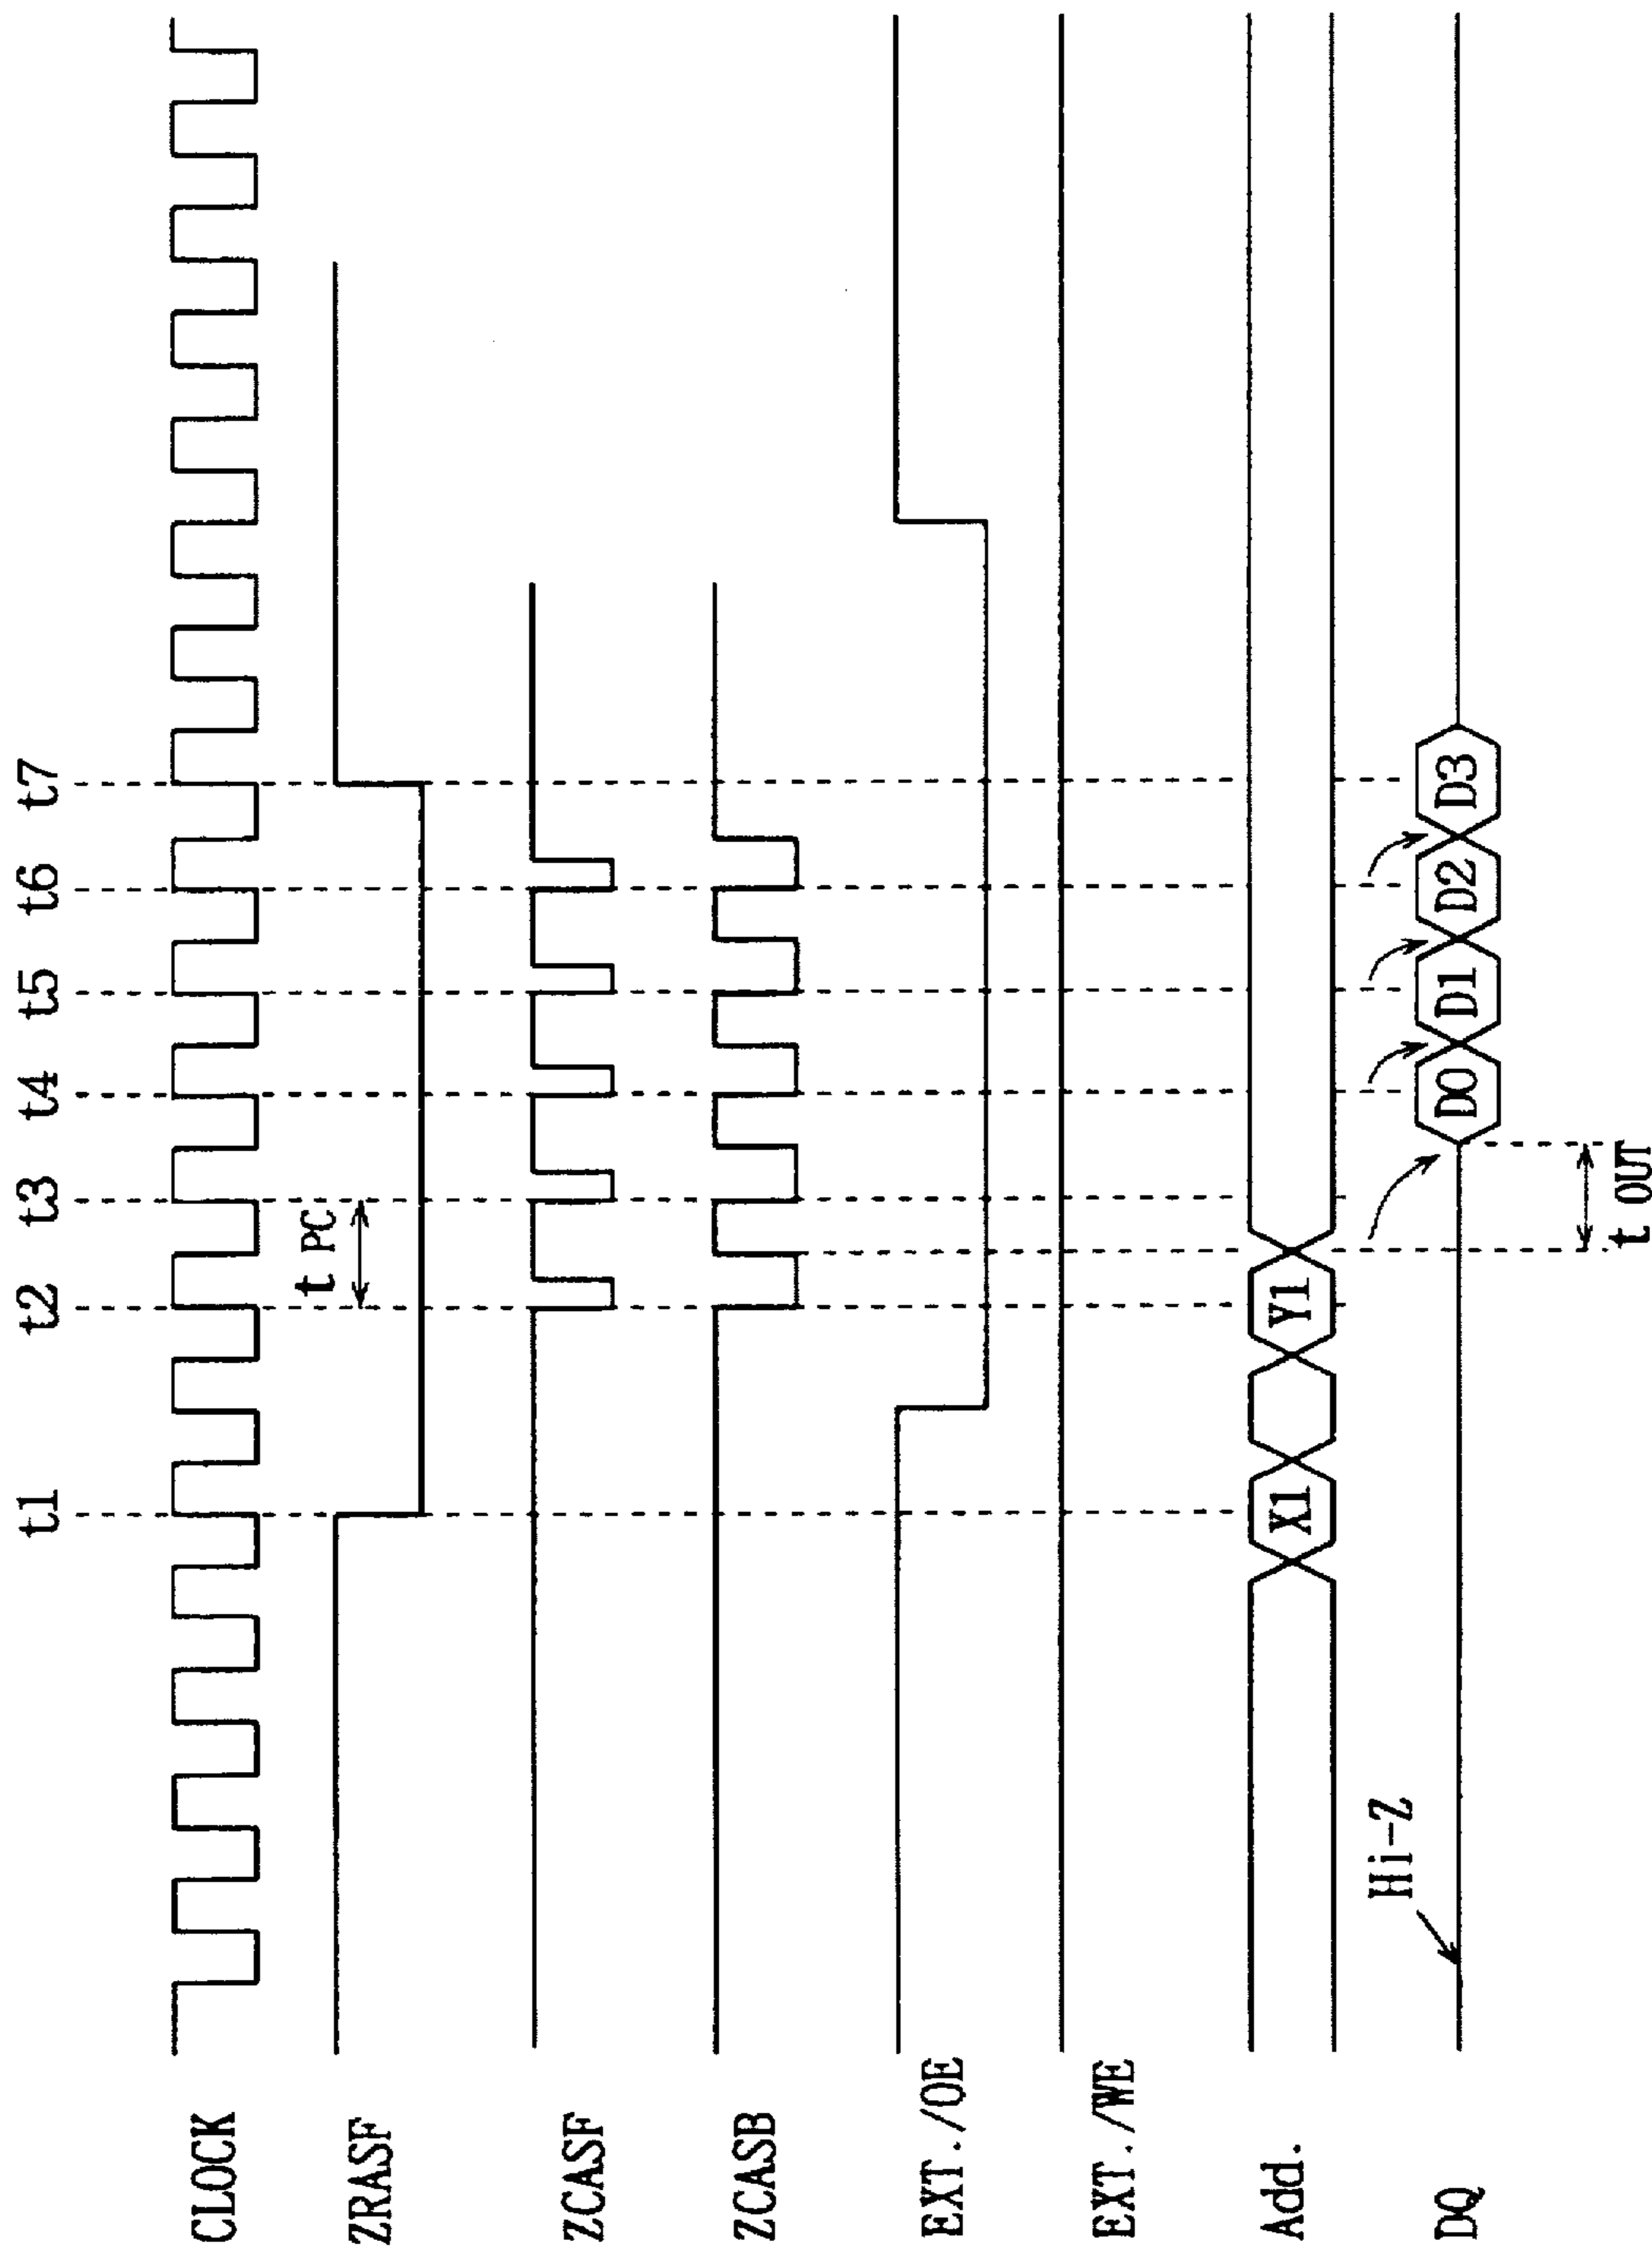 t1 t2 t3 t4 t5 t6 t7
CLOCK
ZRASF
t PC
ZCASF
ZCASB
EXT./OE
EXT./WE
Add.
X1 Y1
Hi-Z
DQ
D0 D1 D2 D3
t OUT